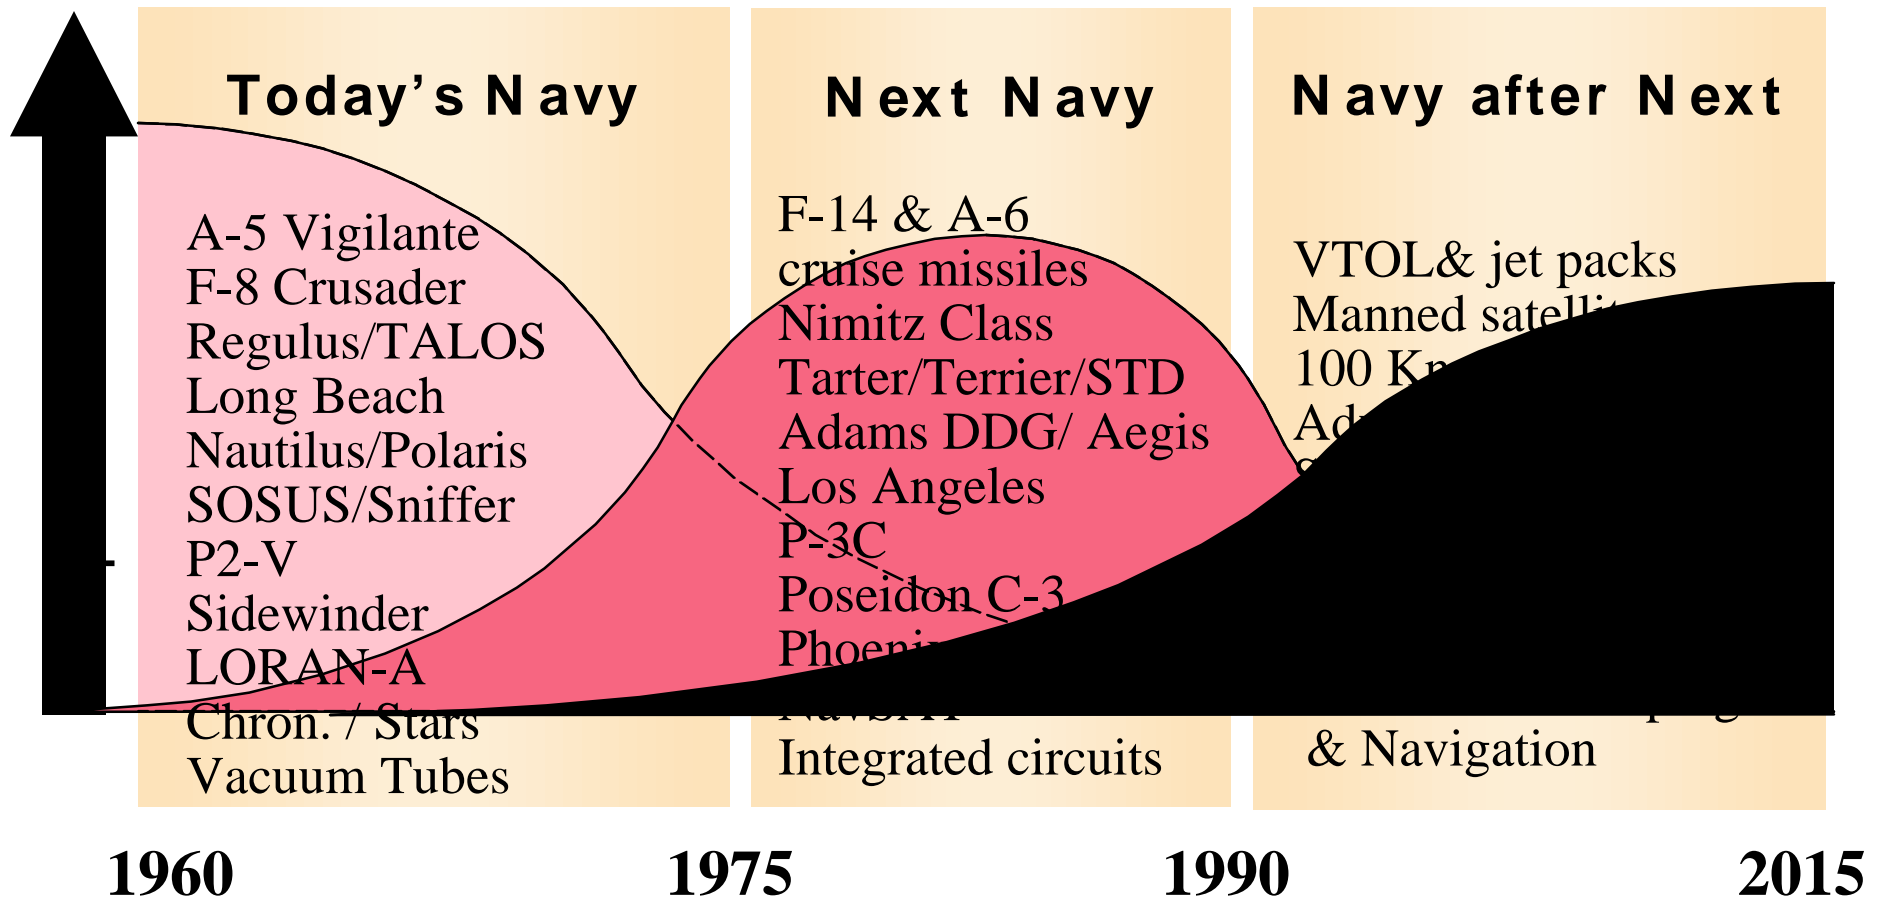 Today’s Navy
A-5 Vigilante
F-8 Crusader
Regulus/TALOS
Long Beach
Nautilus/Polaris
SOSUS/Sniffer
P2-V
Sidewinder
LORAN-A
Chron. / Stars
Vacuum Tubes
Next Navy
F-14 & A-6
cruise missiles
Nimitz Class
Tarter/Terrier/STD
Adams DDG/ Aegis
Los Angeles
P-3C
Poseidon C-3
Integrated circuits
Navy after Next
VTOL& jet packs
Manned
100
& Navigation
1960 1975 1990 2015